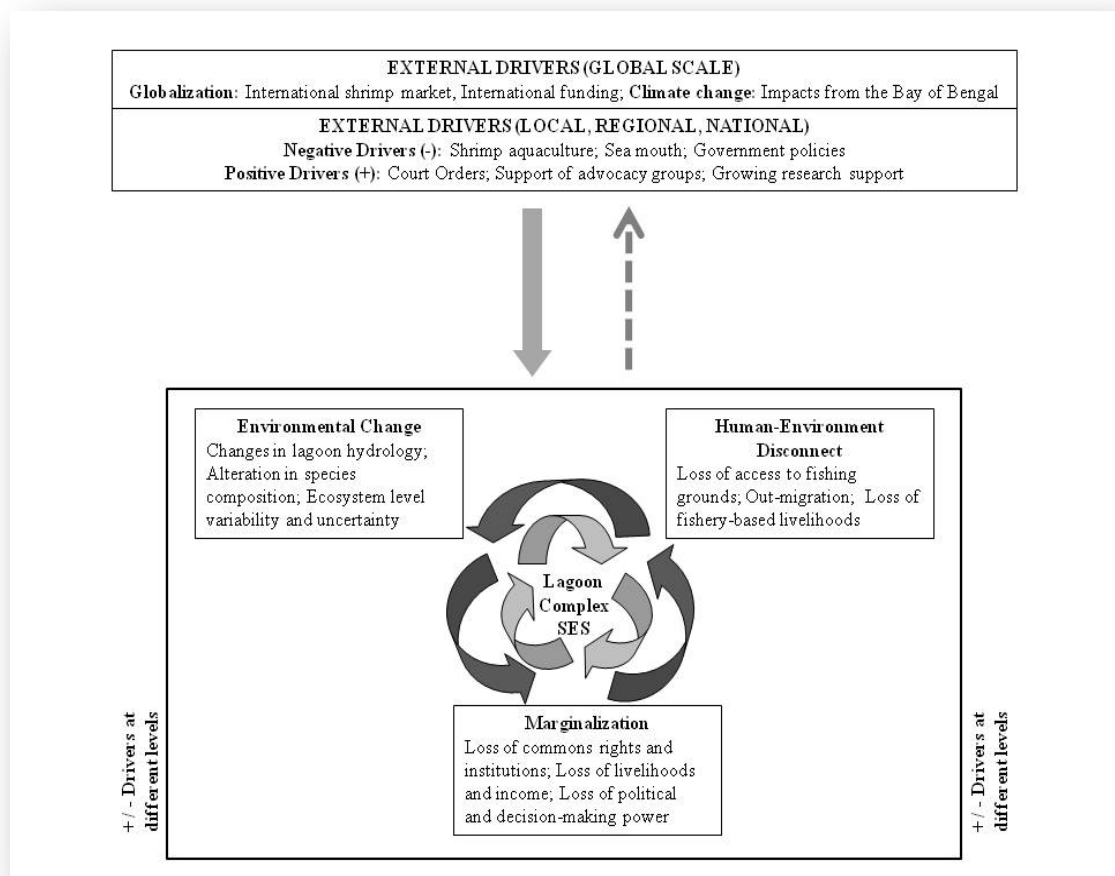 EXTERNAL DRIVERS (GLOBAL SCALE)
Globalization: International shrimp market, International funding; Climate change: Impacts from the Bay of Bengal
EXTERNAL DRIVERS (LOCAL, REGIONAL, NATIONAL)
Negative Drivers (-): Shrimp aquaculture; Sea mouth; Government policies
Positive Drivers (+): Court Orders; Support of advocacy groups; Growing research support
Environmental Change
Changes in lagoon hydrology;
Alteration in species
composition; Ecosystem level
variability and uncertainty
Human-Environment
Disconnect
Loss of access to fishing
grounds; Out-migration; Loss of
fishery-based livelihoods
Lagoon
Complex
SES
Marginalization
Loss of commons rights and
institutions; Loss of livelihoods
and income; Loss of political
and decision-making power
+ / - Drivers at
different levels
+ / - Drivers at
different levels